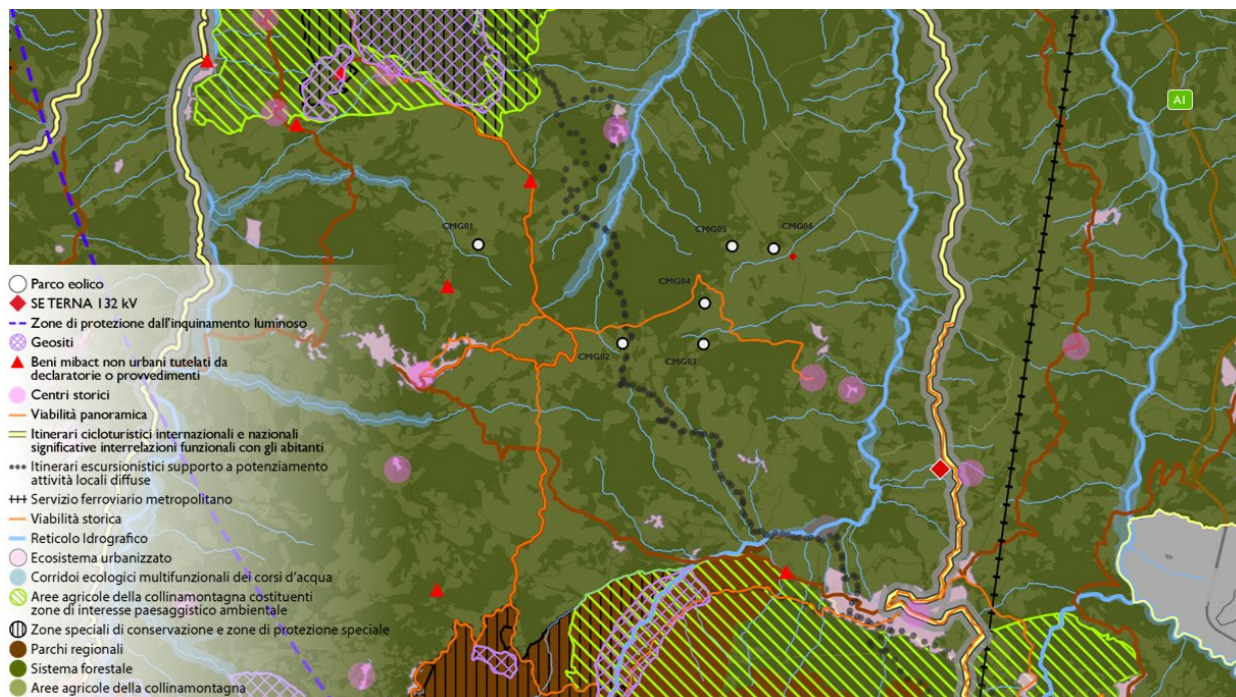 A1
CMG01
CMG05
CMG06
CMG04
CMG02
CMG03
Parco eolico
SE TERNA 132 kV
Zone di protezione dall'inquinamento luminoso
Geositi
Beni mibact non urbani tutelati da
declaratorie o provvedimenti
Centri storici
Viabilità panoramica
Itinerari cicloturistici internazionali e nazionali
significative interrelazioni funzionali con gli abitanti
Itinerari escursionistici supporto a potenziamento
attività locali diffuse
Servizio ferroviario metropolitano
Viabilità storica
Reticolo Idrografico
Ecosistema urbanizzato
Corridoi ecologici multifunzionali dei corsi d'acqua
Aree agricole della collinamontagna costituenti
zone di interesse paesaggistico ambientale
Zone speciali di conservazione e zone di protezione speciale
Parchi regionali
Sistema forestale
Aree agricole della collinamontagna